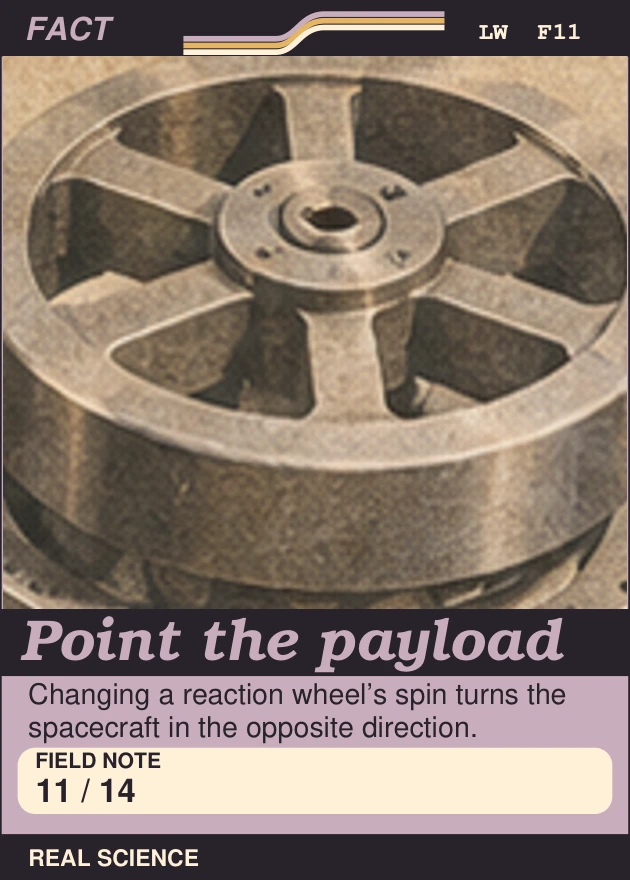 FACT
LW F11
Point the payload
Changing a reaction wheel’s spin turns the
spacecraft in the opposite direction.
FIELD NOTE
11 / 14
REAL SCIENCE